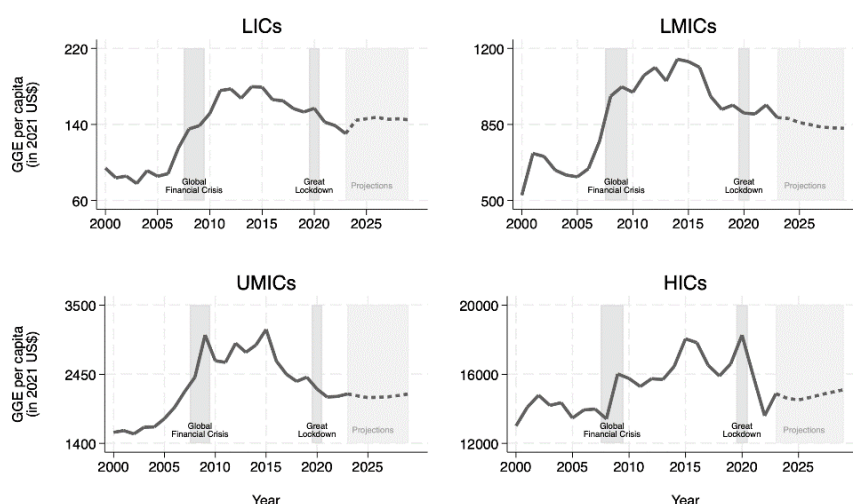 LICs
GGE per capita
(in 2021 US$)
220
140
60
Global
Financial Crisis
Great
Lockdown
Projections
2000 2005 2010 2015 2020 2025
LMICs
1200
850
500
Global
Financial Crisis
Great
Lockdown
Projections
2000 2005 2010 2015 2020 2025
UMICs
GGE per capita
(in 2021 US$)
3500
2450
1400
Global
Financial Crisis
Great
Lockdown
Projections
2000 2005 2010 2015 2020 2025
Year
HICs
20000
16000
12000
Global
Financial Crisis
Great
Lockdown
Projections
2000 2005 2010 2015 2020 2025
Year